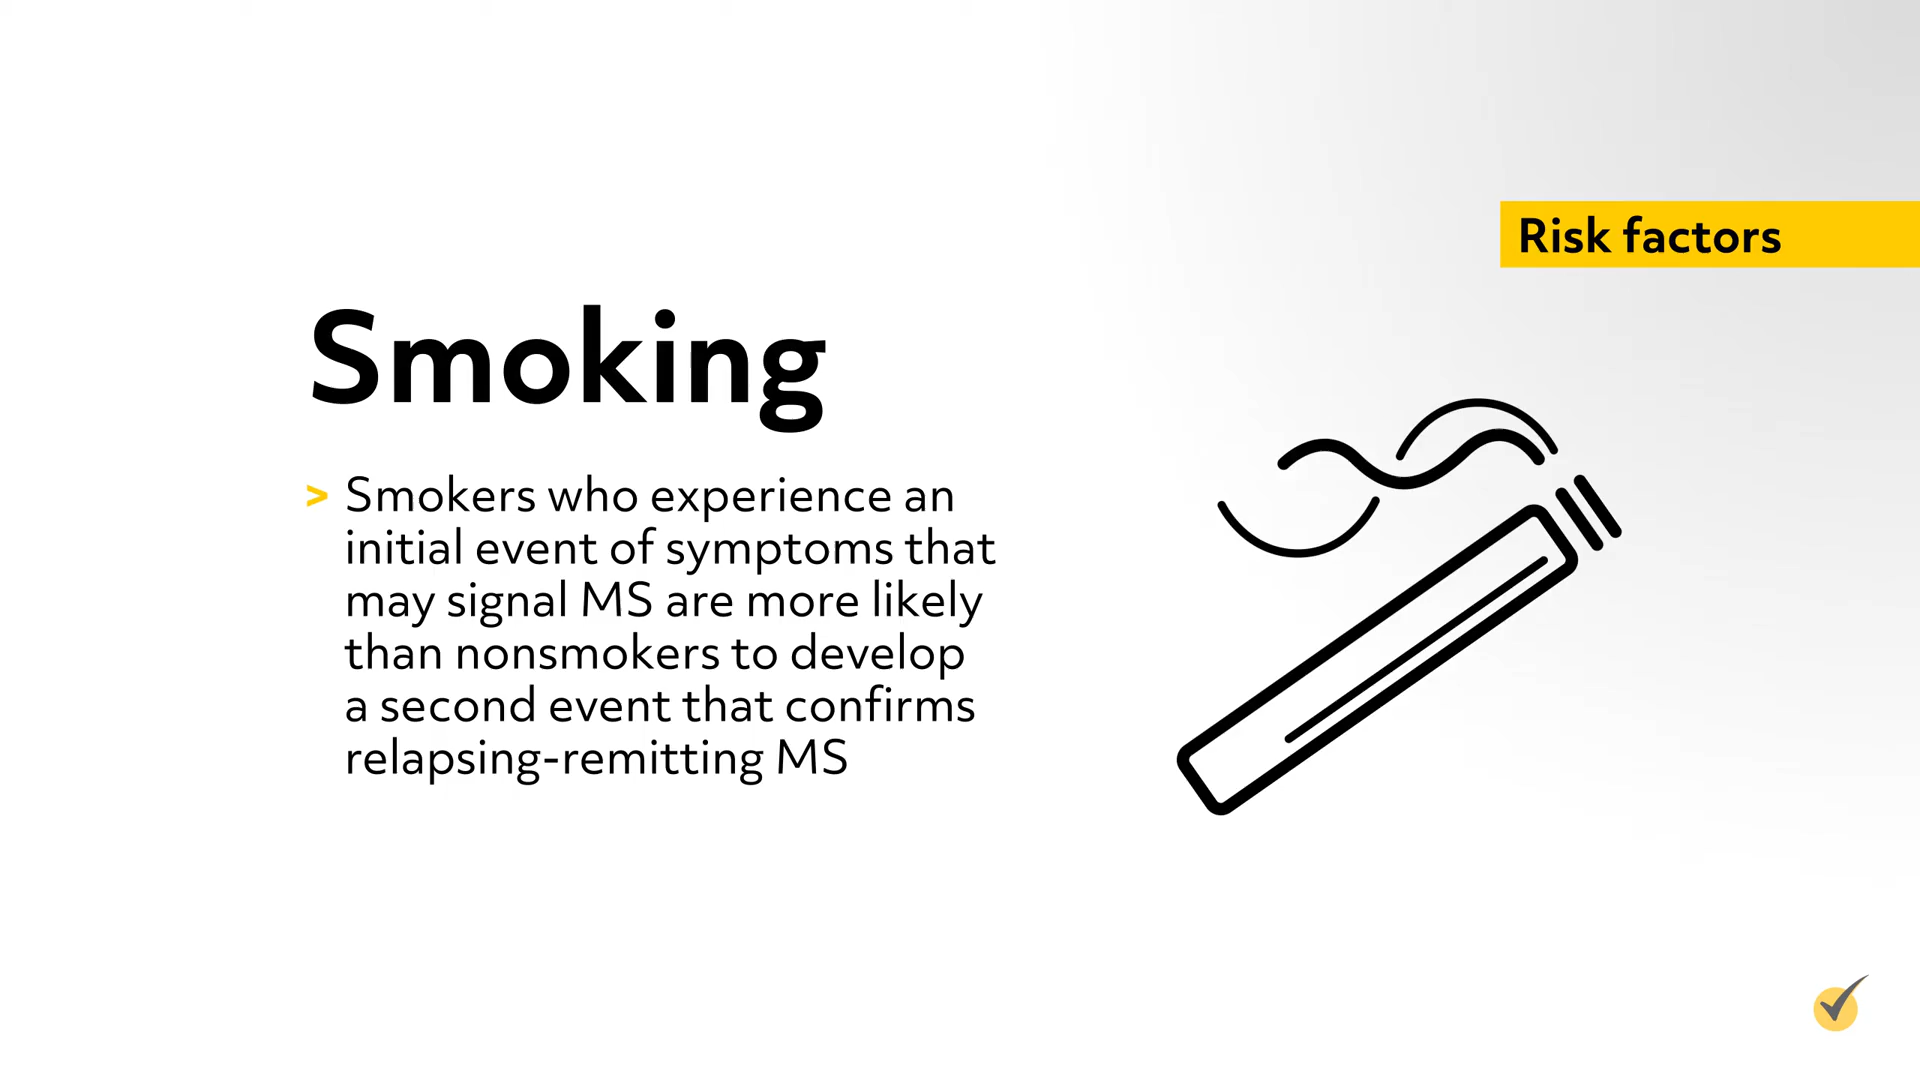 Risk factors
Smoking
> Smokers who experience an
initial event of symptoms that
may signal MS are more likely
than nonsmokers to develop
a second event that confirms
relapsing-remitting MS